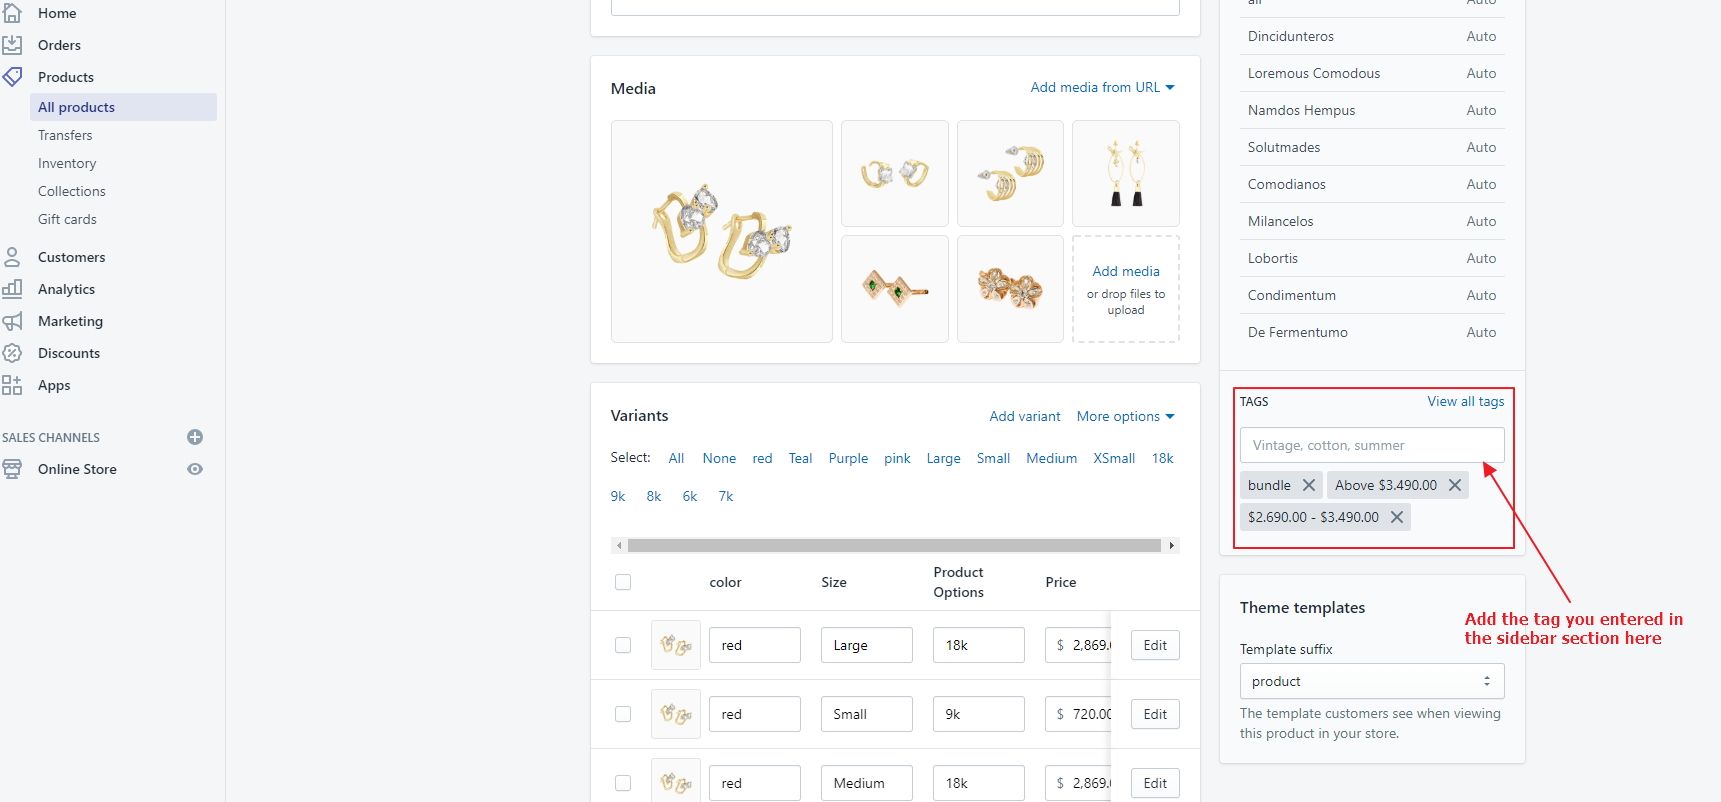 Home
Orders
Products
All products
Transfers
Inventory
Collections
Gift cards
Customers
Analytics
Marketing
Discounts
Apps
SALES CHANNELS
Online Store
Media
Add media from URL
Add media
or drop files to
upload
Variants
Add variant More options
Select: All None red Teal Purple pink Large Small Medium XSmall 18k
9k 8k 6k 7k
color Size Product Options Price
red Large 18k $ 2,869. Edit
red Small 9k $ 720.00 Edit
red Medium 18k $ 2,869. Edit
all Auto
Dincidunteros Auto
Loremous Comodous Auto
Namdos Hempus Auto
Solutmades Auto
Comodianos Auto
Milancelos Auto
Lobortis Auto
Condimentum Auto
De Fermentumo Auto
TAGS View all tags
Vintage, cotton, summer
bundle Above $3.490.00
$2.690.00 - $3.490.00
Theme templates
Template suffix
product
The template customers see when viewing
this product in your store.
Add the tag you entered in
the sidebar section here